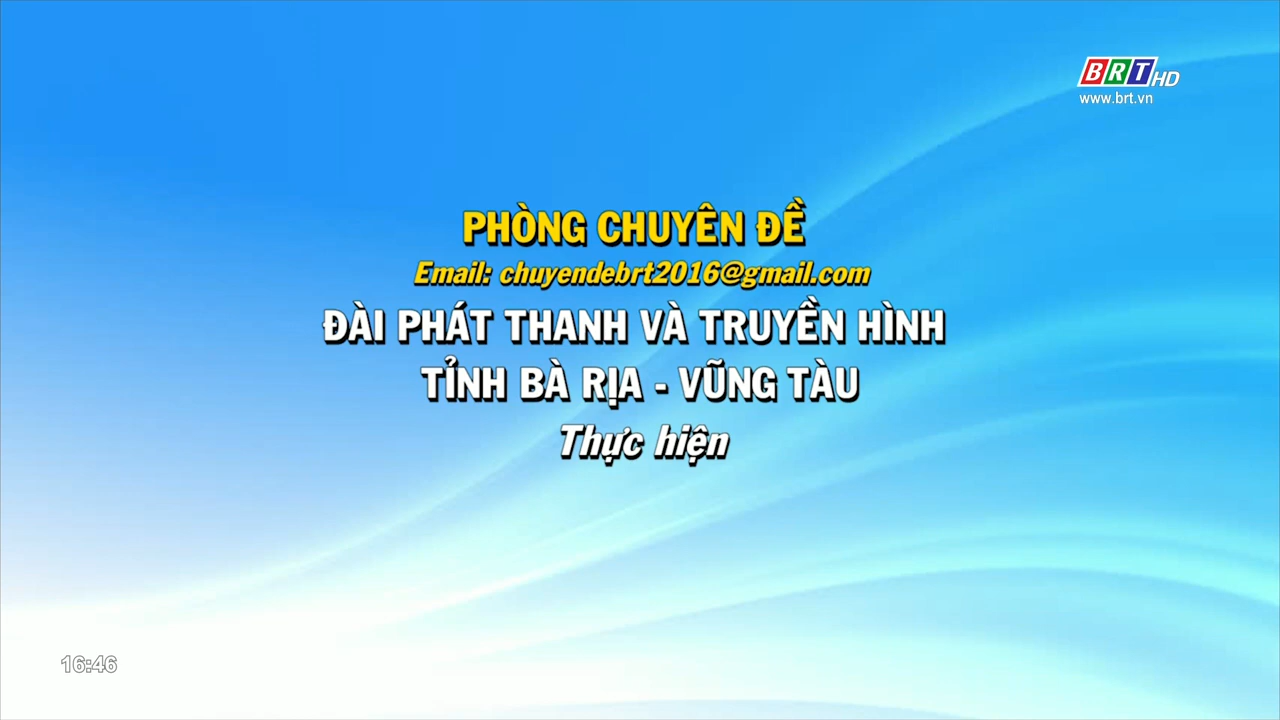 BRT HD
www.brt.vn
PHÒNG CHUYÊN ĐỀ
Email: chuyendebrt2016@gmail.com
ĐÀI PHÁT THANH VÀ TRUYỀN HÌNH
TỈNH BÀ RỊA - VŨNG TÀU
Thực hiện
16:46